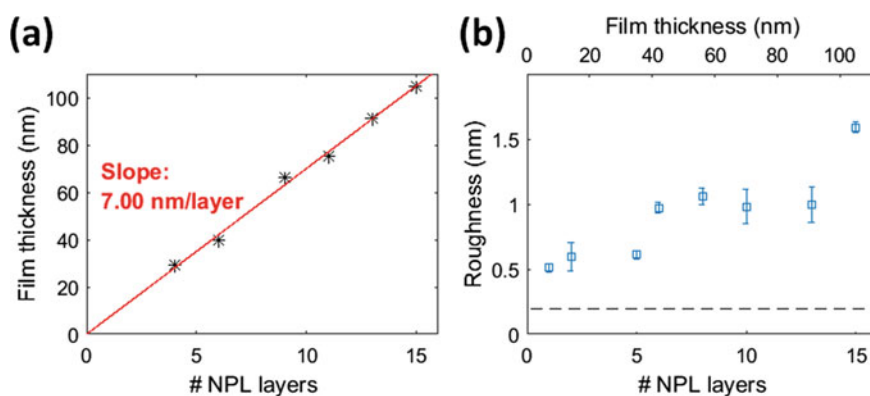 (a)
Film thickness (nm)
100
80
60
40
20
0
Slope:
7.00 nm/layer
0 5 10 15
# NPL layers
(b)
Film thickness (nm)
0 20 40 60 80 100
Roughness (nm)
1.5
1
0.5
0
0 5 10 15
# NPL layers